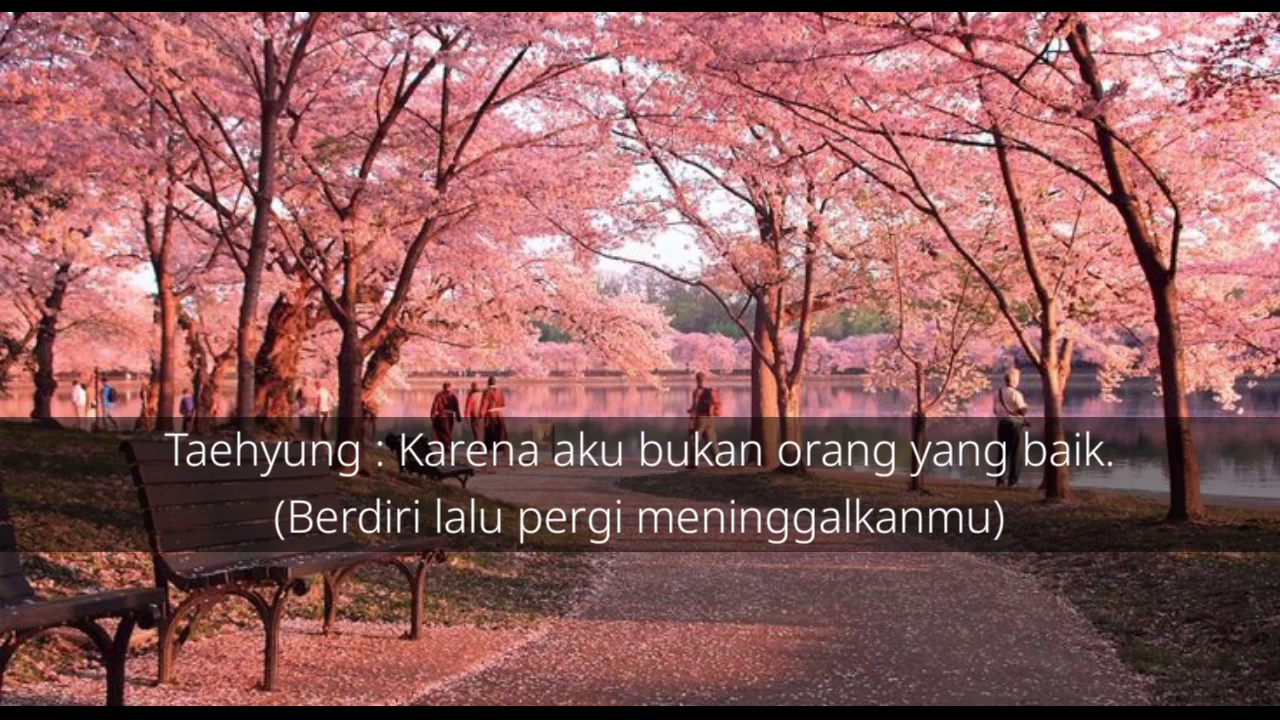 Taehyung : Karena aku bukan orang yang baik.
(Berdiri lalu pergi meninggalkanmu)